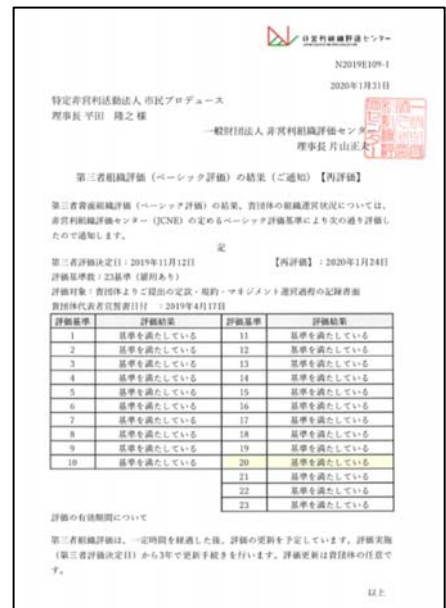 非営利組織評価センター
N2019E109-1
2020年1月31日
特定非営利活動法人 市民プロデュース
理事長 平田 隆之 様
一般財団法人 非営利組織評価センター
理事長 片山正夫
第三者組織評価（ベーシック評価）の結果（ご通知）【再評価】
第三者書面組織評価（ベーシック評価）の結果、貴団体の組織運営状況については、
非営利組織評価センター（JCNE）の定めるベーシック評価基準により次の通り評価し
たので通知します。
記
第三者評価決定日：2019年11月12日 【再評価】：2020年1月24日
評価基準数：23基準（雇用あり）
評価対象：貴団体よりご提出の定款・規約・マネジメント運営過程の記録書面
貴団体代表者宣誓書日付 ：2019年4月17日
評価基準 評価結果 評価基準 評価結果
1 基準を満たしている 11 基準を満たしている
2 基準を満たしている 12 基準を満たしている
3 基準を満たしている 13 基準を満たしている
4 基準を満たしている 14 基準を満たしている
5 基準を満たしている 15 基準を満たしている
6 基準を満たしている 16 基準を満たしている
7 基準を満たしている 17 基準を満たしている
8 基準を満たしている 18 基準を満たしている
9 基準を満たしている 19 基準を満たしている
10 基準を満たしている 20 基準を満たしている
21 基準を満たしている
22 基準を満たしている
23 基準を満たしている
評価の有効期間について
第三者組織評価は、一定時間を経過した後、評価の更新を予定しています。評価実施
（第三者評価決定日）から3年で更新手続きを行います。評価更新は貴団体の任意で
す。
以上